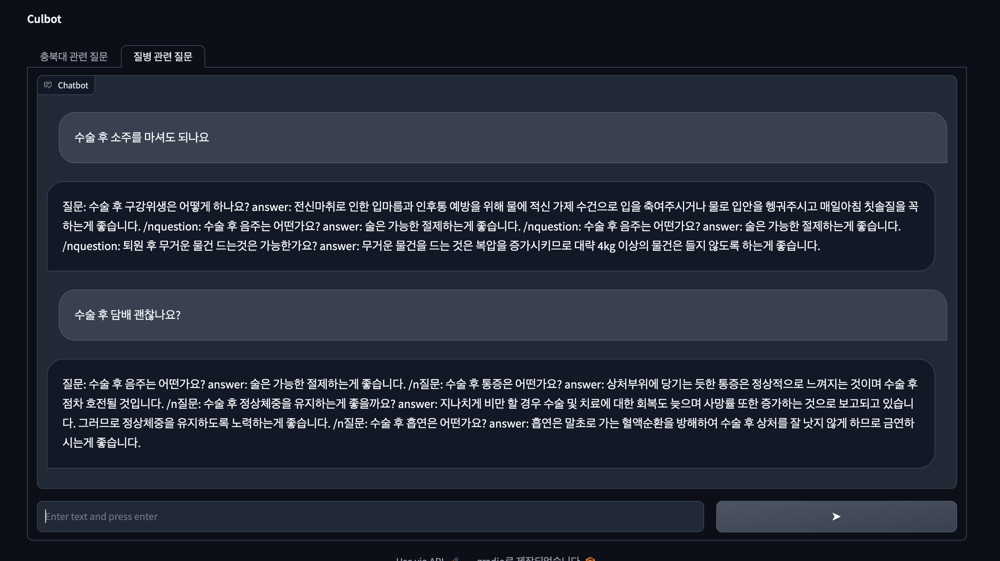 Culbot
충북대 관련 질문
질병 관련 질문
Chatbot
수술 후 소주를 마셔도 되나요
질문: 수술 후 구강위생은 어떻게 하나요? answer: 전신마취로 인한 입마름과 인후통 예방을 위해 물에 적신 가제 수건으로 입을 축여주시거나 물로 입안을 헹궈주시고 매일아침 칫솔질을 꼭
하는게 좋습니다. /nquestion: 수술 후 음주는 어떤가요? answer: 술은 가능한 절제하는게 좋습니다. /nquestion: 수술 후 음주는 어떤가요? answer: 술은 가능한 절제하는게 좋습니다.
/nquestion: 퇴원 후 무거운 물건 드는것은 가능한가요? answer: 무거운 물건을 드는 것은 복압을 증가시키므로 대략 4kg 이상의 물건은 들지 않도록 하는게 좋습니다.
수술 후 담배 괜찮나요?
질문: 수술 후 음주는 어떤가요? answer: 술은 가능한 절제하는게 좋습니다. /n질문: 수술 후 통증은 어떤가요? answer: 상처부위에 당기는 듯한 통증은 정상적으로 느껴지는 것이며 수술 후
점차 호전될 것입니다. /n질문: 수술 후 정상체중을 유지하는게 좋을까요? answer: 지나치게 비만 할 경우 수술 및 치료에 대한 회복도 늦으며 사망률 또한 증가하는 것으로 보고되고 있습니
다. 그러므로 정상체중을 유지하도록 노력하는게 좋습니다. /n질문: 수술 후 흡연은 어떤가요? answer: 흡연은 말초로 가는 혈액순환을 방해하여 수술 후 상처를 잘 낫지 않게 하므로 금연하
시는게 좋습니다.
Enter text and press enter
Use via API
gradio로 제작되었습니다